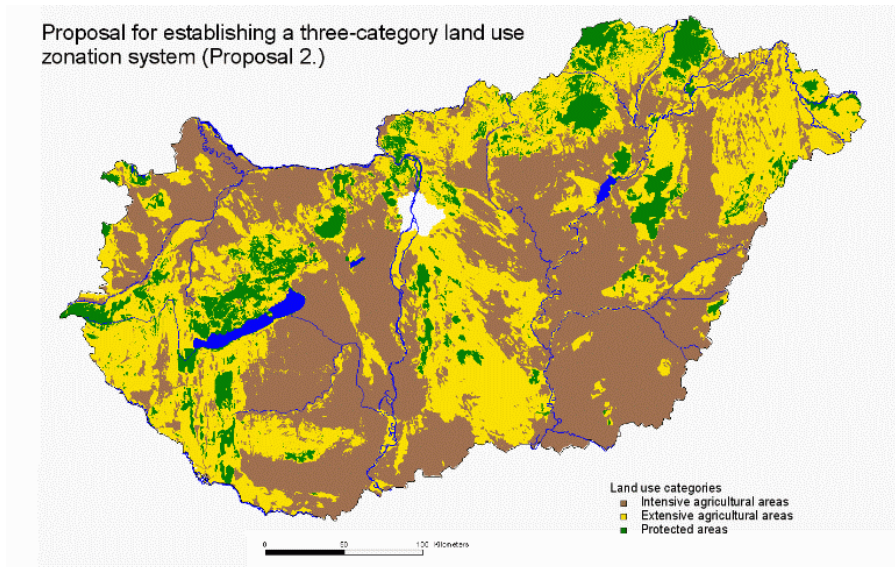 Proposal for establishing a three-category land use
zonation system (Proposal 2.)
Land use categories
Intensive agricultural areas
Extensive agricultural areas
Protected areas
0 50 100 Kilometers